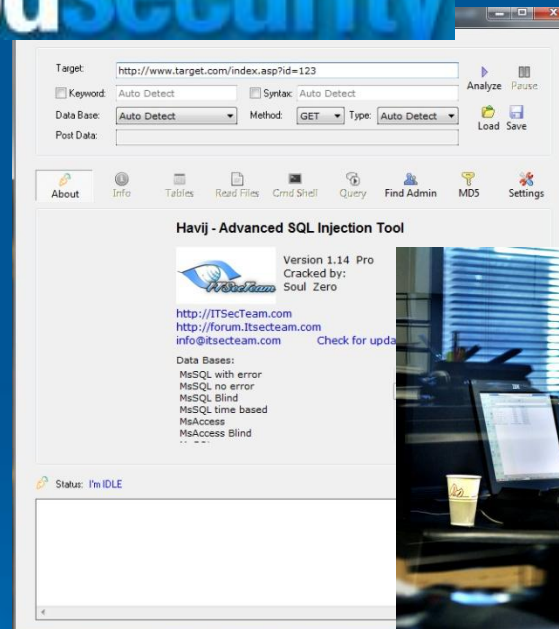 security
Target: http://www.target.com/index.asp?id=123
Analyze Pause
Keyword: Auto Detect Syntax: Auto Detect
Data Base: Auto Detect Method: GET Type: Auto Detect
Load Save
Post Data:
About Info Tables Read Files Cmd Shell Query Find Admin MD5 Settings
Havij - Advanced SQL Injection Tool
ITSecTeam
Version 1.14 Pro
Cracked by:
Soul Zero
http://ITSecTeam.com
http://forum.Itsecteam.com
info@itsecteam.com Check for upda
Data Bases:
MsSQL with error
MsSQL no error
MsSQL Blind
MsSQL time based
MsAccess
MsAccess Blind
Status: I'm IDLE